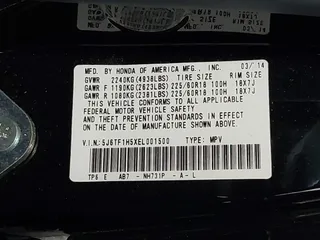 MFD. BY HONDA OF AMERICA MFG., INC. 03/14
GVWR 2240KG(4938LBS) TIRE SIZE RIM SIZE
GAWR F 1190KG(2623LBS) 225/60R18 100H 18X7J
GAWR R 1080KG(2381LBS) 225/60R18 100H 18X7J
THIS VEHICLE CONFORMS TO ALL APPLICABLE
FEDERAL MOTOR VEHICLE SAFETY
AND THEFT PREVENTION STANDARDS IN EFFECT
ON THE DATE OF MANUFACTURE SHOWN ABOVE.
V.I.N:5J6TF1H5XEL001500 TYPE: MPV
TP6 E AB7 - NH731P -A-L